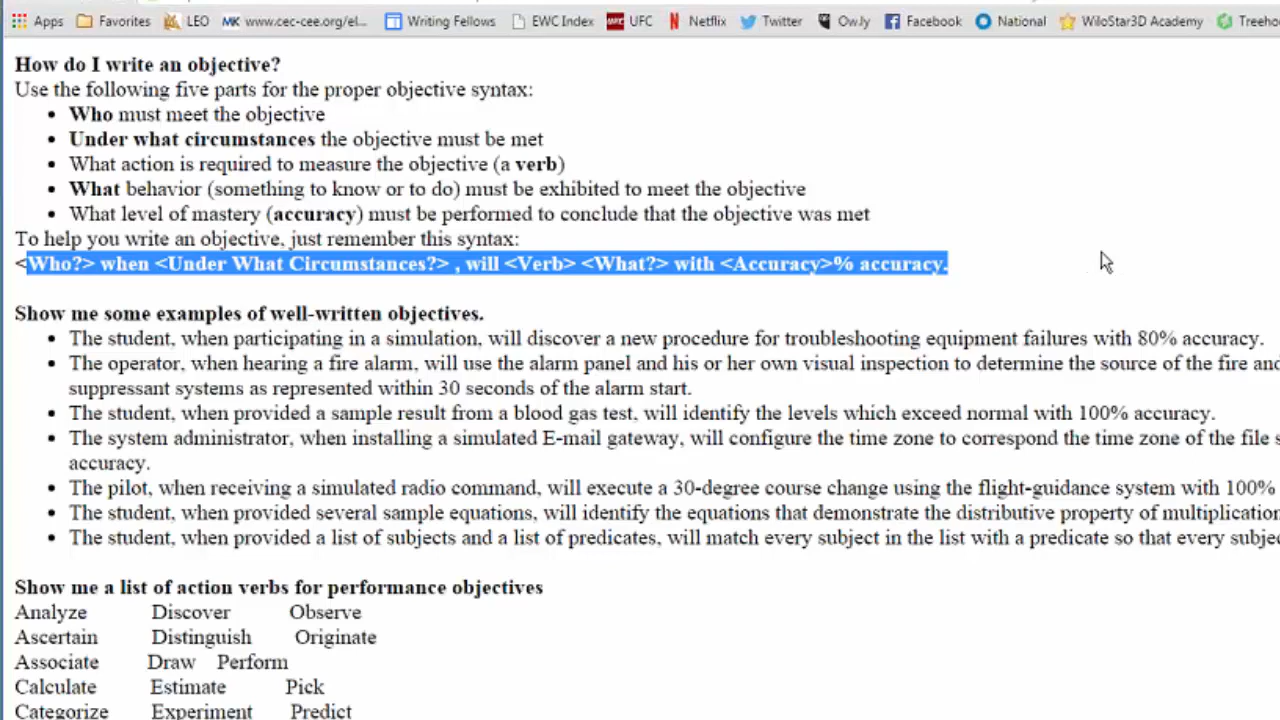 Apps Favorites LEO MK www.cec-cee.org/el... Writing Fellows EWC Index UFC Netflix Twitter Ow.ly Facebook National WiloStar3D Academy Treeho
How do I write an objective?
Use the following five parts for the proper objective syntax:
• Who must meet the objective
• Under what circumstances the objective must be met
• What action is required to measure the objective (a verb)
• What behavior (something to know or to do) must be exhibited to meet the objective
• What level of mastery (accuracy) must be performed to conclude that the objective was met
To help you write an objective, just remember this syntax:
<Who?> when <Under What Circumstances?> , will <Verb> <What?> with <Accuracy>% accuracy.
Show me some examples of well-written objectives.
• The student, when participating in a simulation, will discover a new procedure for troubleshooting equipment failures with 80% accuracy.
• The operator, when hearing a fire alarm, will use the alarm panel and his or her own visual inspection to determine the source of the fire and
suppressant systems as represented within 30 seconds of the alarm start.
• The student, when provided a sample result from a blood gas test, will identify the levels which exceed normal with 100% accuracy.
• The system administrator, when installing a simulated E-mail gateway, will configure the time zone to correspond the time zone of the file s
accuracy.
• The pilot, when receiving a simulated radio command, will execute a 30-degree course change using the flight-guidance system with 100%
• The student, when provided several sample equations, will identify the equations that demonstrate the distributive property of multiplication
• The student, when provided a list of subjects and a list of predicates, will match every subject in the list with a predicate so that every subje
Show me a list of action verbs for performance objectives
Analyze Discover Observe
Ascertain Distinguish Originate
Associate Draw Perform
Calculate Estimate Pick
Categorize Experiment Predict